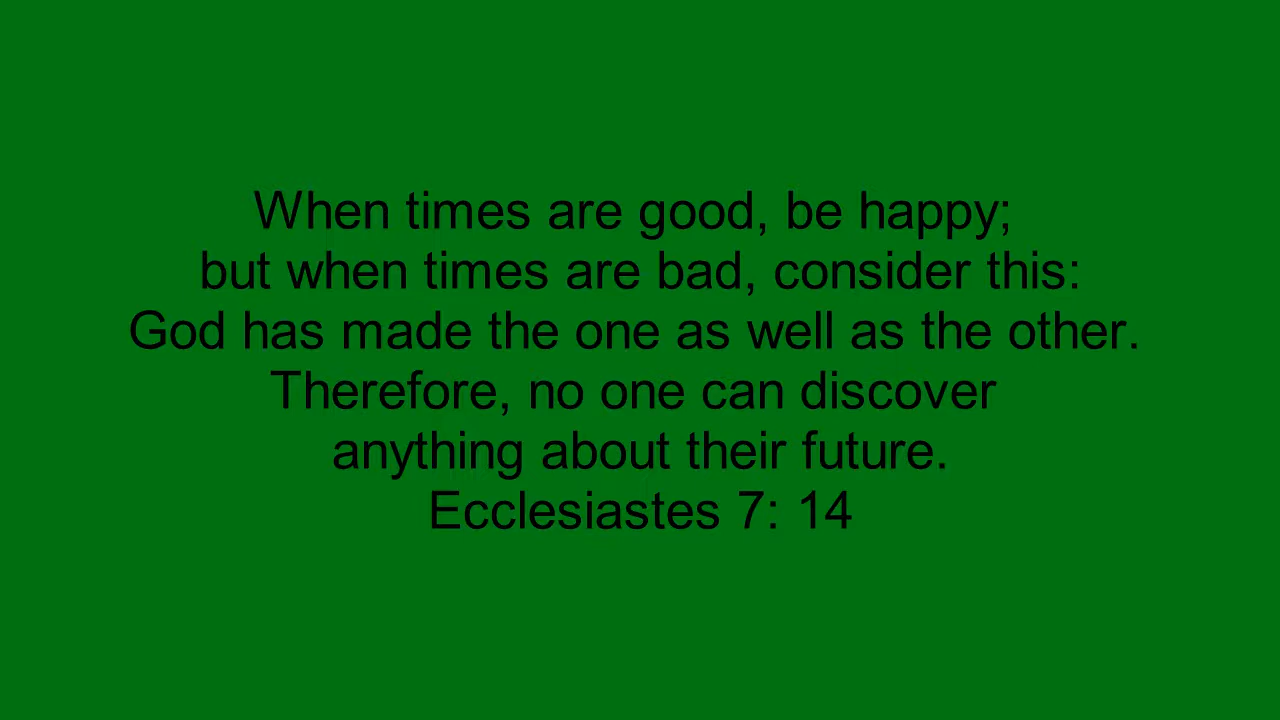 When times are good, be happy;
but when times are bad, consider this:
God has made the one as well as the other.
Therefore, no one can discover
anything about their future.
Ecclesiastes 7: 14